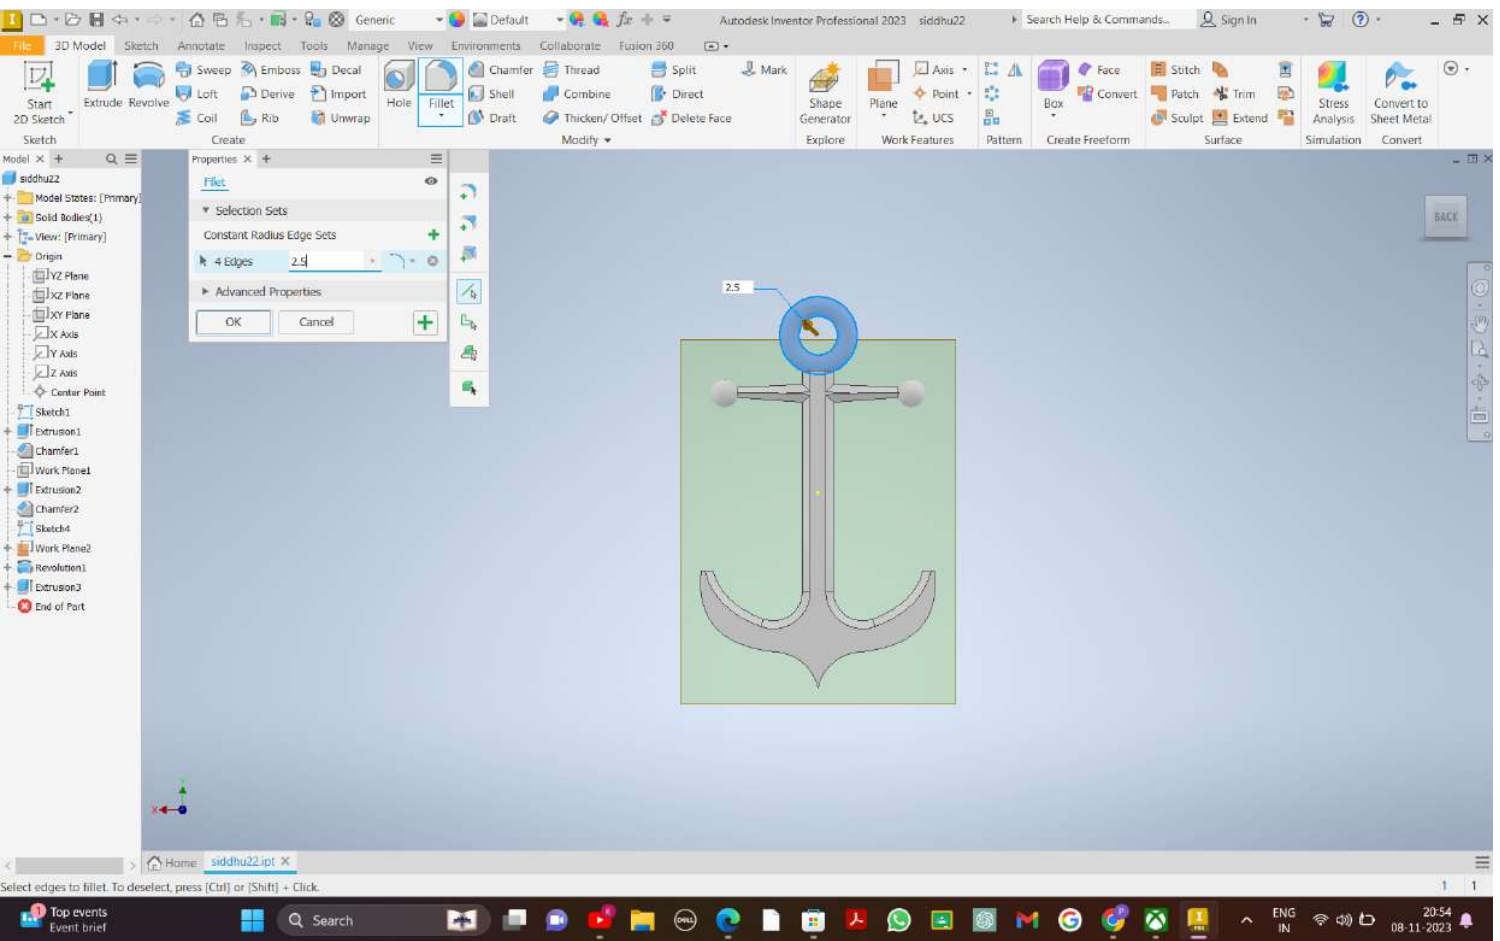 Generic
Default
Autodesk Inventor Professional 2023 siddhu22
Search Help & Commands...
Sign In
File 3D Model Sketch Annotate Inspect Tools Manage View Environments Collaborate Fusion 360
Start
2D Sketch
Extrude
Revolve
Sweep Emboss Decal
Loft Derive Import
Coil Rib Unwrap
Hole
Fillet
Chamfer Thread Split
Shell Combine Direct
Draft Thicken/ Offset Delete Face
Mark
Shape
Generator
Plane
Axis
Point
UCS
Box
Face
Convert
Stitch
Patch Trim
Sculpt Extend
Stress
Analysis
Convert to
Sheet Metal
Sketch Create Modify Explore Work Features Pattern Create Freeform Surface Simulation Convert
Model × +
siddhu22
Model States: [Primary]
Solid Bodies(1)
View: [Primary]
Origin
YZ Plane
XZ Plane
XY Plane
X Axis
Y Axis
Z Axis
Center Point
Sketch1
Extrusion1
Chamfer1
Work Plane1
Extrusion2
Chamfer2
Sketch4
Work Plane2
Revolution1
Extrusion3
End of Part
Properties × +
Fillet
Selection Sets
Constant Radius Edge Sets
4 Edges 2.5
Advanced Properties
OK Cancel
2.5
BACK
X
Home siddhu22.ipt ×
Select edges to fillet. To deselect, press [Ctrl] or [Shift] + Click.
1 1
1
Top events
Event brief
Search
DELL
ENG
IN
20:54
08-11-2023